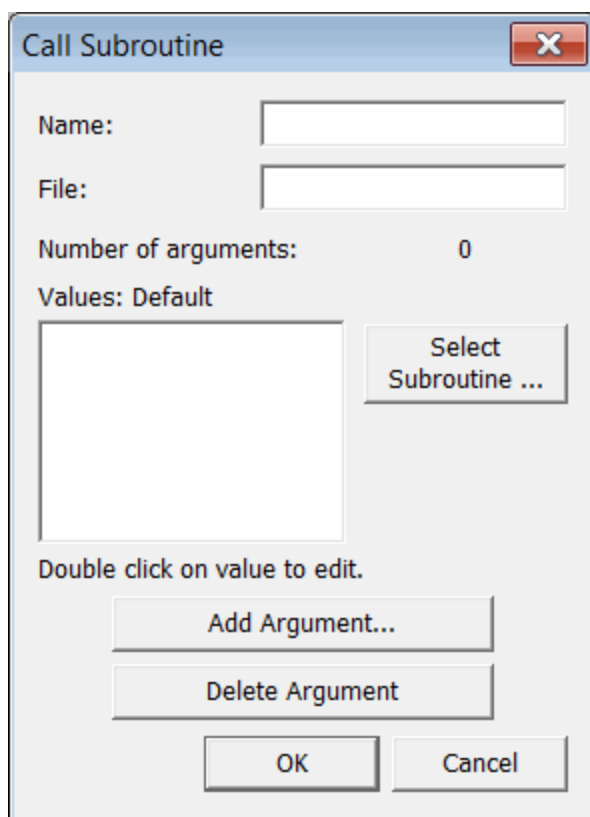 Call Subroutine
Name:
File:
Number of arguments: 0
Values: Default
Select
Subroutine ...
Double click on value to edit.
Add Argument...
Delete Argument
OK Cancel